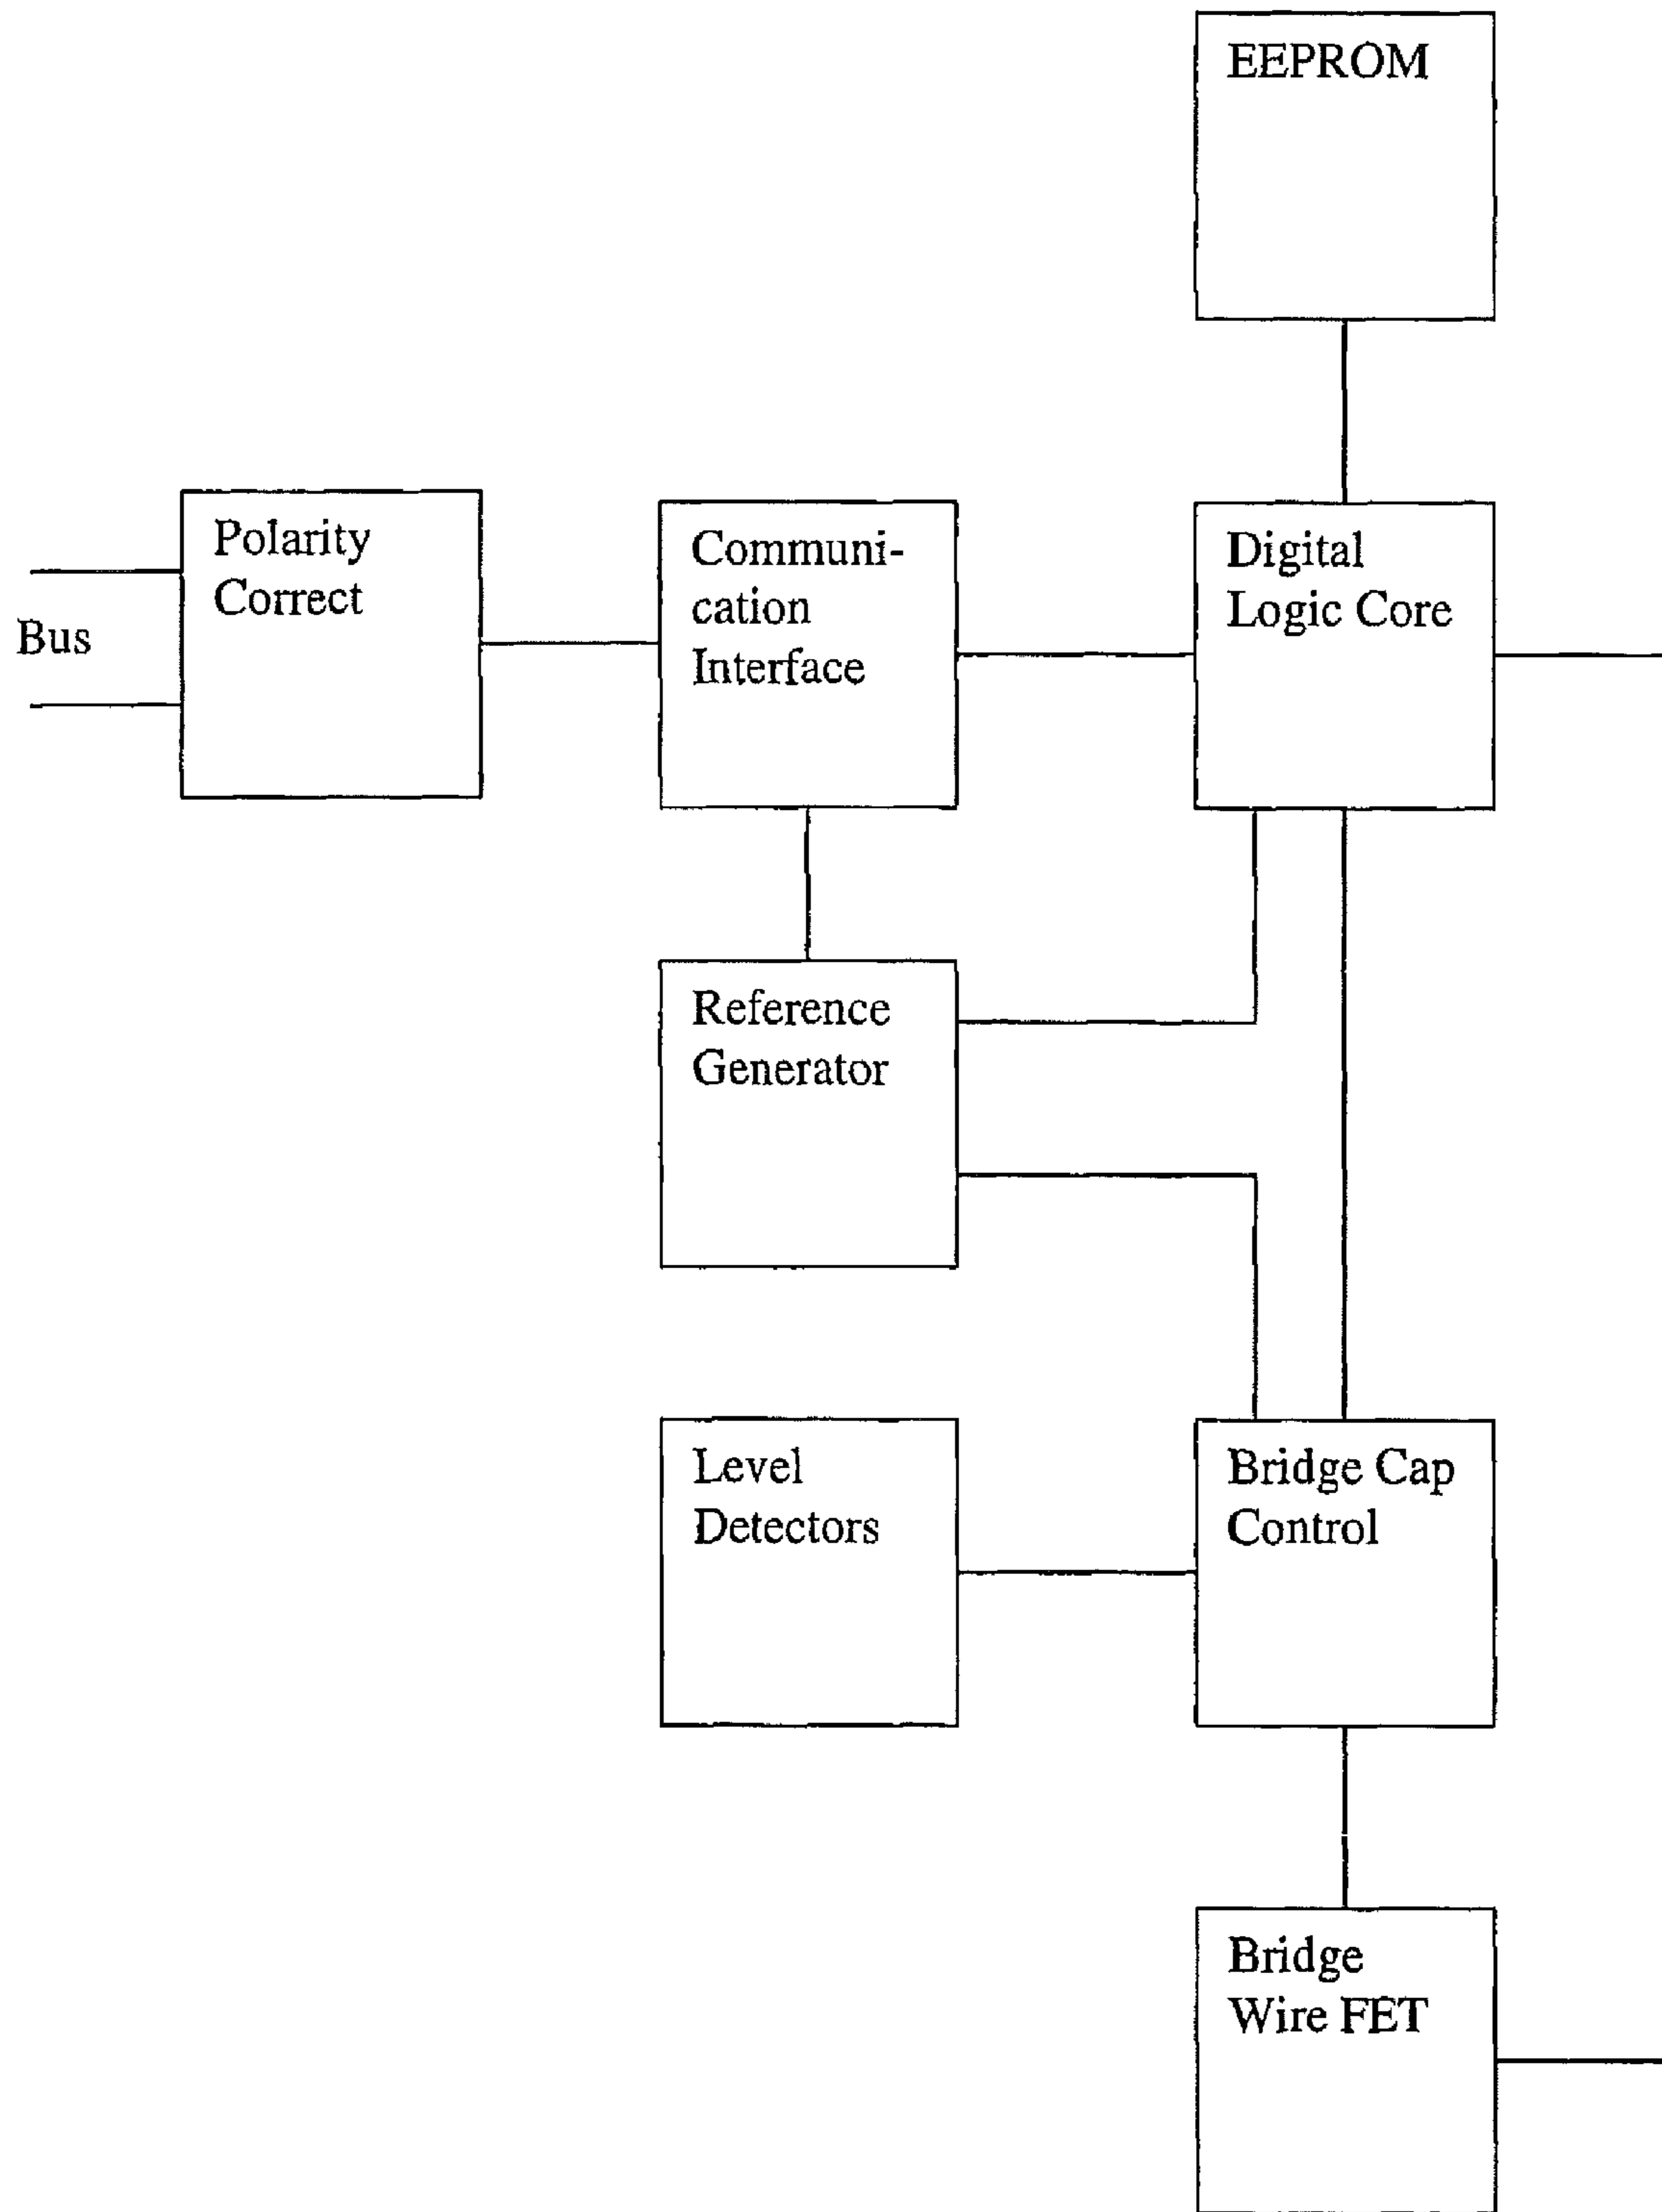 EEPROM
Polarity
Correct
Bus
Communi-
cation
Interface
Digital
Logic Core
Reference
Generator
Level
Detectors
Bridge Cap
Control
Bridge
Wire FET